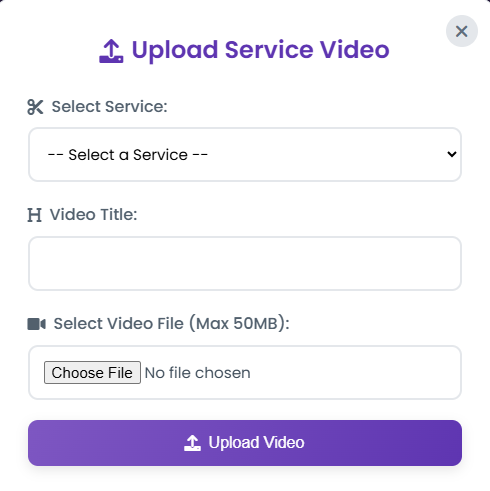 Upload Service Video
Select Service:
-- Select a Service --
Video Title:
Select Video File (Max 50MB):
Choose File No file chosen
Upload Video